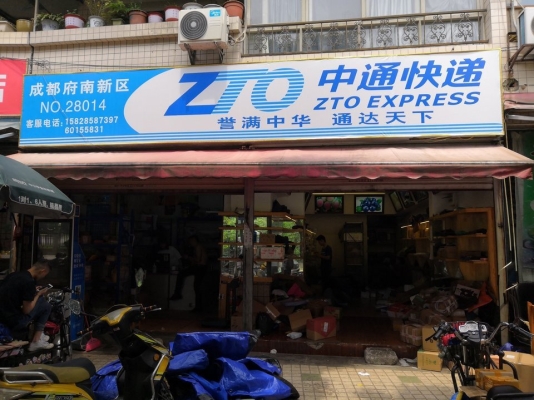 成都府南新区
NO.28014
客服电话:15828587397
60155831
ZTO 中通快递
ZTO EXPRESS
誉满中华 通达天下
店